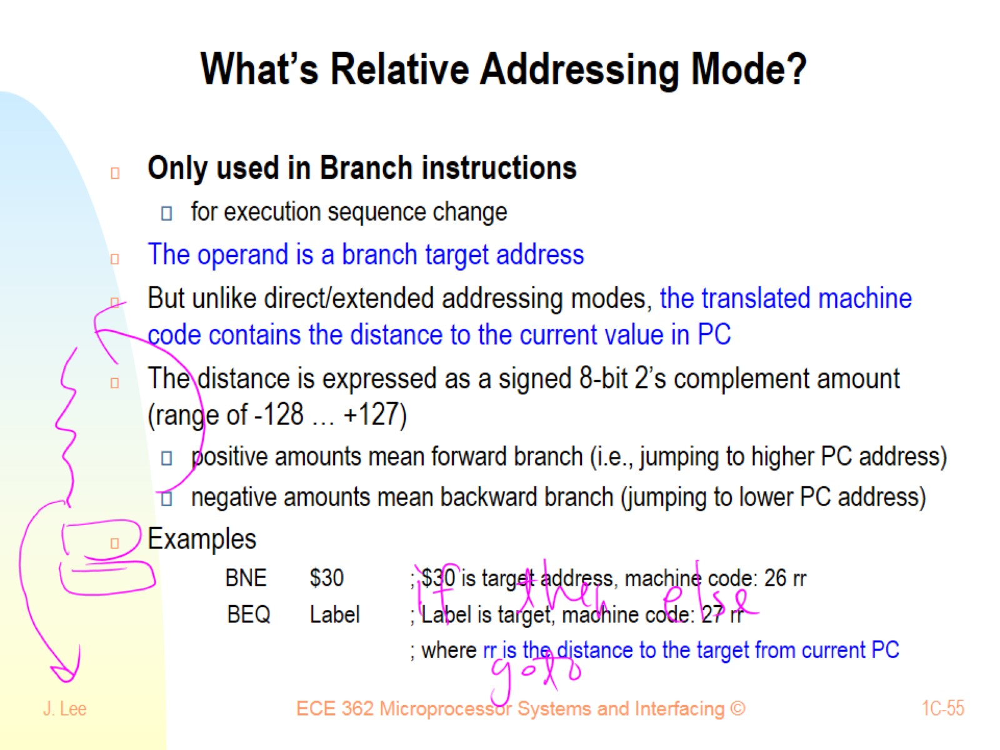 What's Relative Addressing Mode?
Only used in Branch instructions
for execution sequence change
The operand is a branch target address
But unlike direct/extended addressing modes, the translated machine
code contains the distance to the current value in PC
The distance is expressed as a signed 8-bit 2's complement amount
(range of -128 … +127)
positive amounts mean forward branch (i.e., jumping to higher PC address)
negative amounts mean backward branch (jumping to lower PC address)
Examples
BNE $30 ; $30 is target address, machine code: 26 rr
if then else
BEQ Label ; Label is target, machine code: 27 rr
; where rr is the distance to the target from current PC
goto
J. Lee ECE 362 Microprocessor Systems and Interfacing © 1C-55